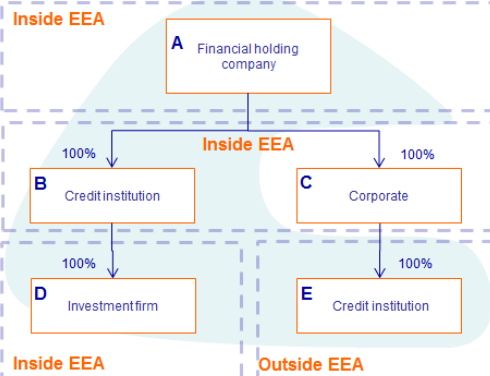 Inside EEA
A
Financial holding
company
Inside EEA
100%
100%
B
Credit institution
C
Corporate
100%
100%
D
Investment firm
E
Credit institution
Inside EEA
Outside EEA